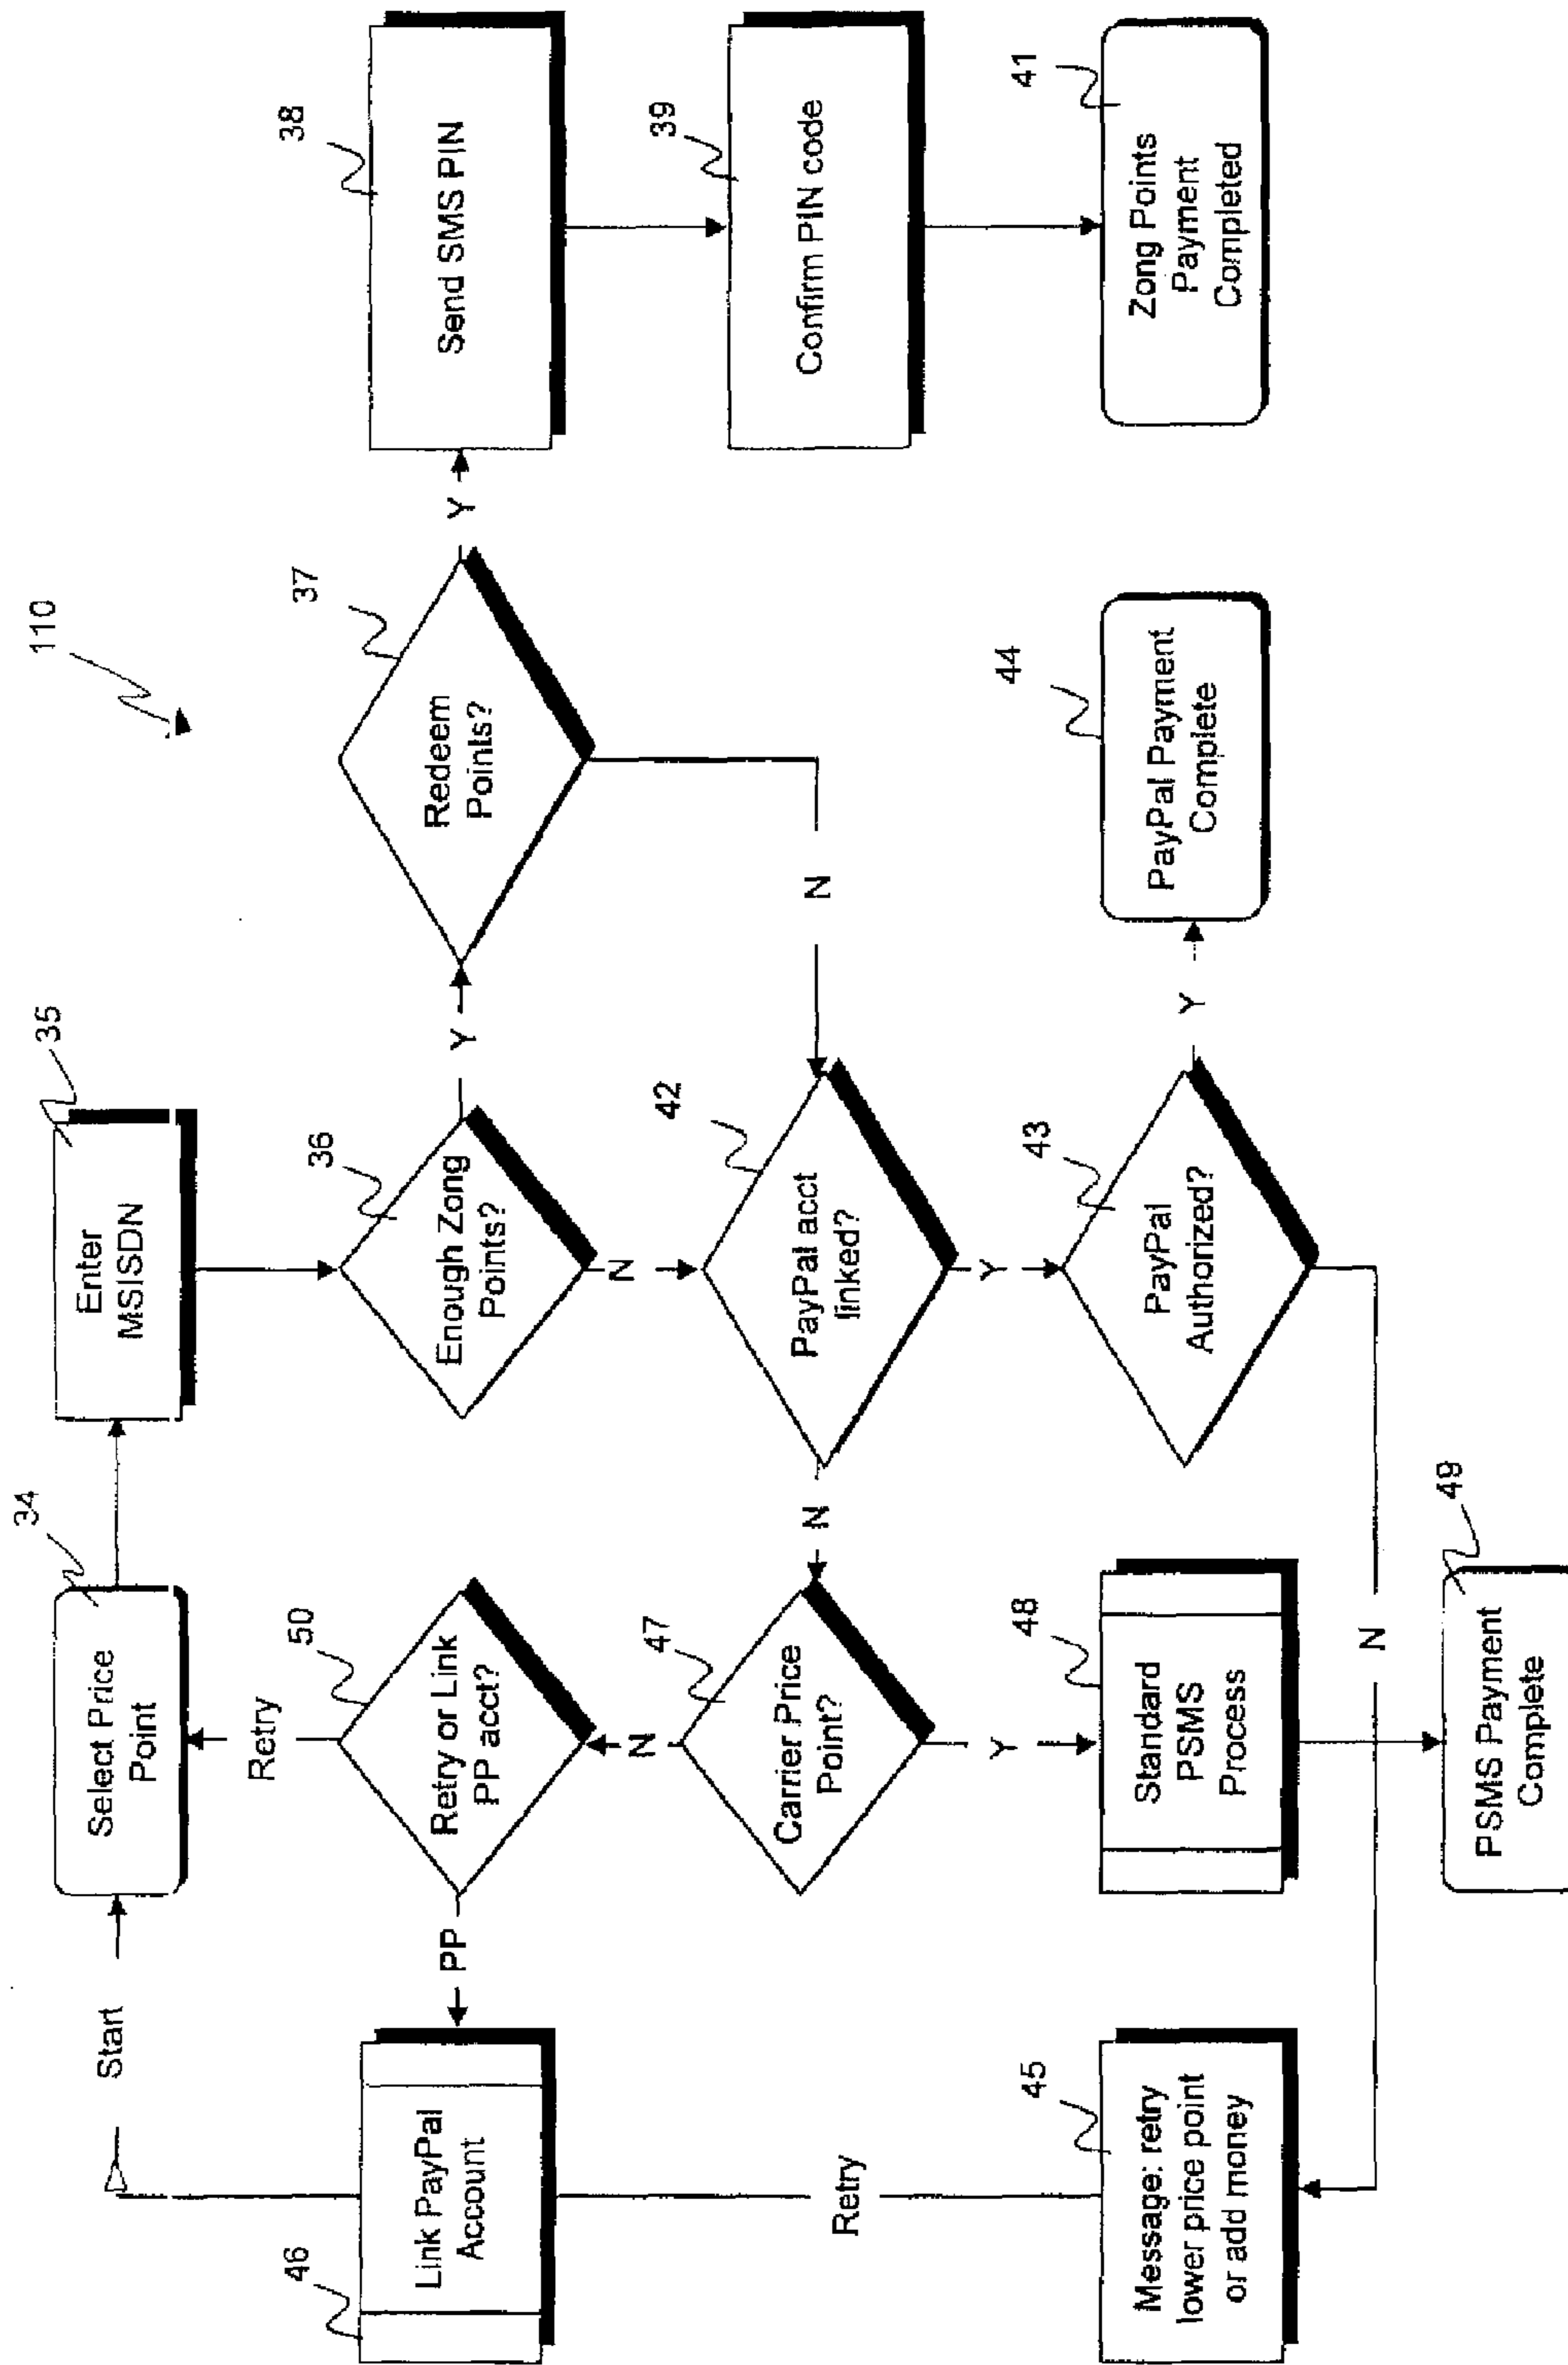 110
Start
34
Select Price
Point
35
Enter
MSISDN
Retry
46
Link PayPal
Account
PP
50
Retry or Link
PP acct?
36
Enough Zong
Points?
Y
37
Redeem
Points?
Y
38
Send SMS PIN
N
N
N
47
Carrier Price
Point?
N
42
PayPal acct
linked?
39
Confirm PIN code
Retry
Y
Y
45
Message: retry
lower price point
or add money
48
Standard
PSMS
Process
43
PayPal
Authorized?
Y
44
PayPal Payment
Complete
41
Zong Points
Payment
Completed
N
49
PSMS Payment
Complete